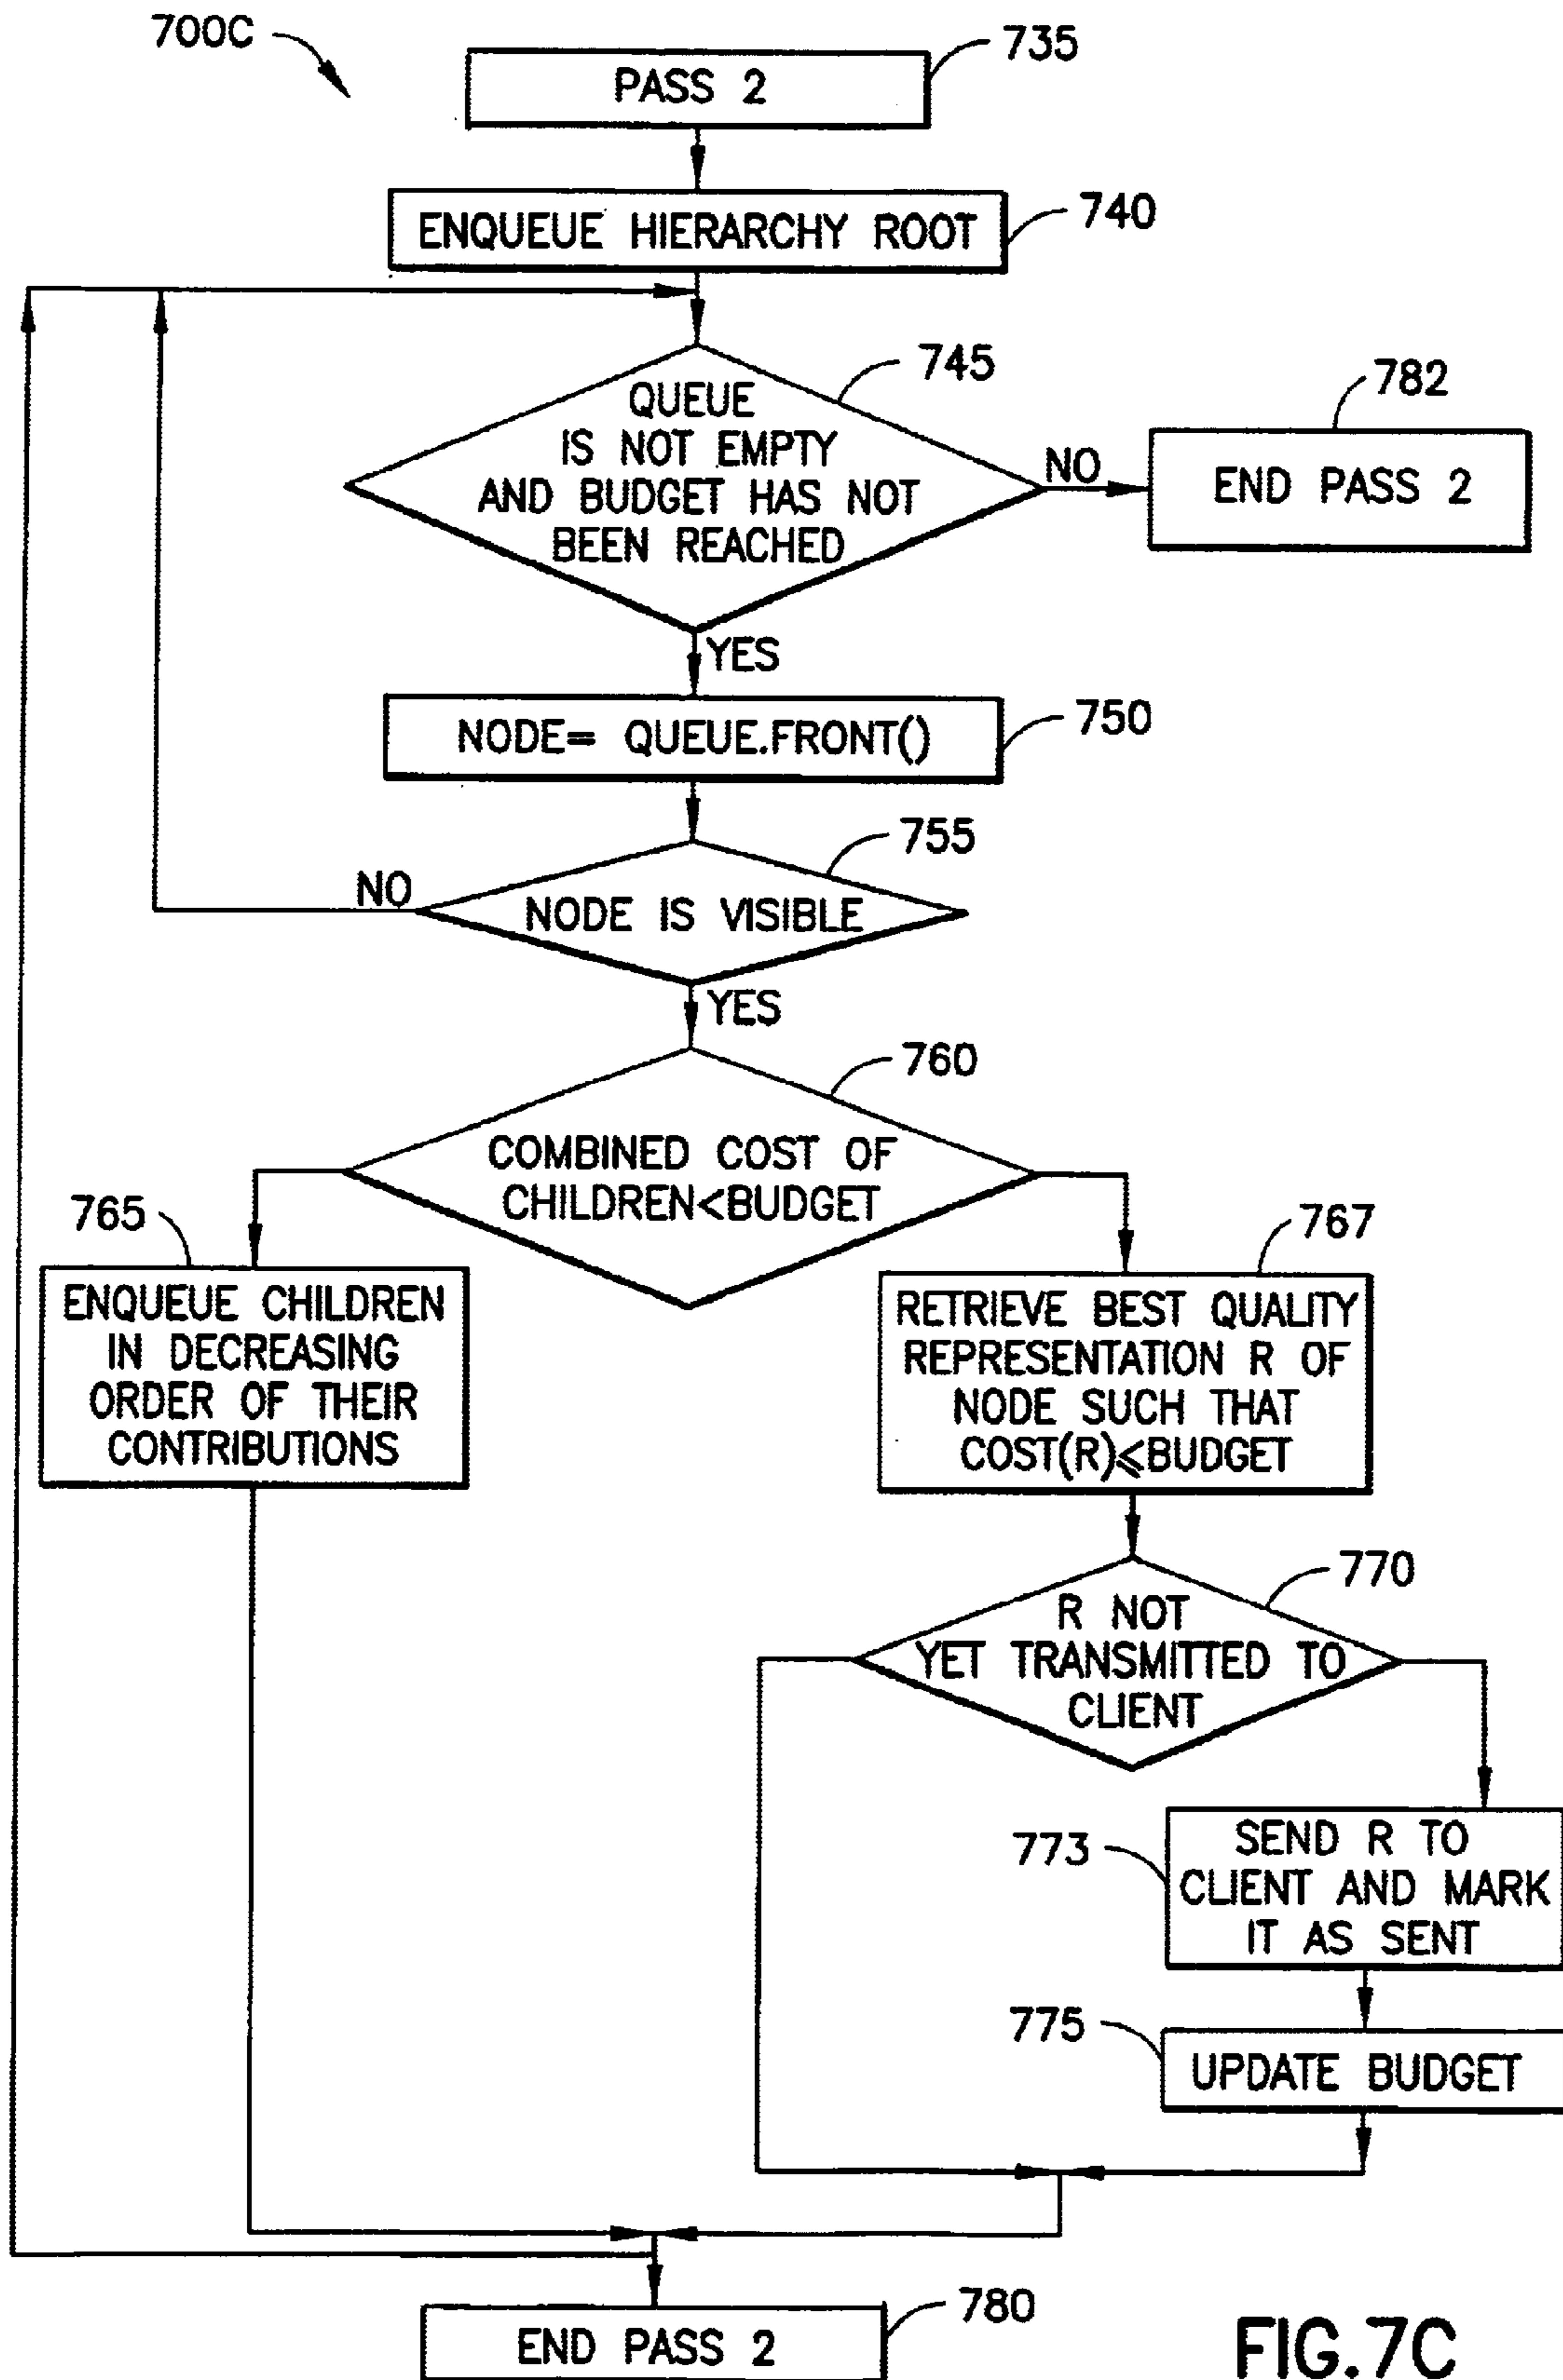 700C
735
PASS 2
740
ENQUEUE HIERARCHY ROOT
745
782
QUEUE
IS NOT EMPTY
AND BUDGET HAS NOT
BEEN REACHED
NO
END PASS 2
YES
750
NODE= QUEUE.FRONT()
755
NO
NODE IS VISIBLE
YES
760
COMBINED COST OF
CHILDREN<BUDGET
765
767
ENQUEUE CHILDREN
IN DECREASING
ORDER OF THEIR
CONTRIBUTIONS
RETRIEVE BEST QUALITY
REPRESENTATION R OF
NODE SUCH THAT
COST(R)≤BUDGET
770
R NOT
YET TRANSMITTED TO
CLIENT
773
SEND R TO
CLIENT AND MARK
IT AS SENT
775
UPDATE BUDGET
780
END PASS 2
FIG.7C